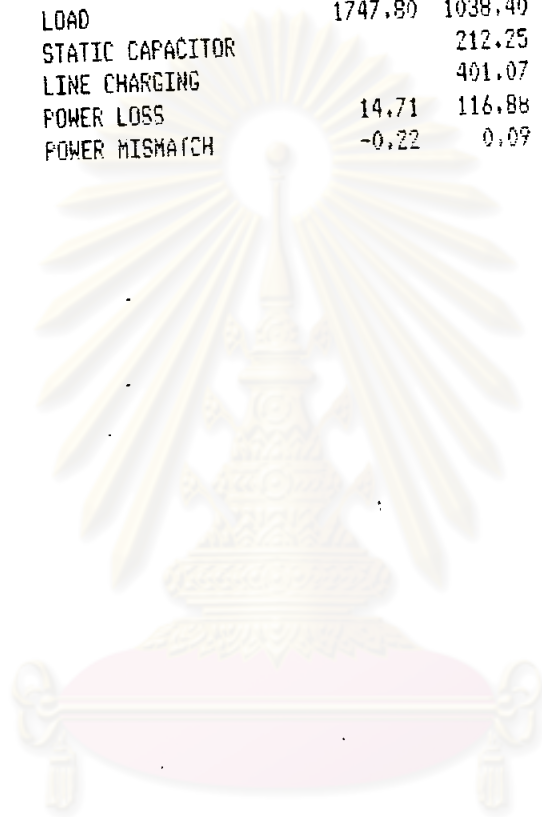 LOAD 1747.80 1038.40
STATIC CAPACITOR 212.25
LINE CHARGING 401.07
POWER LOSS 14.71 116.88
POWER MISMATCH -0.22 0.09